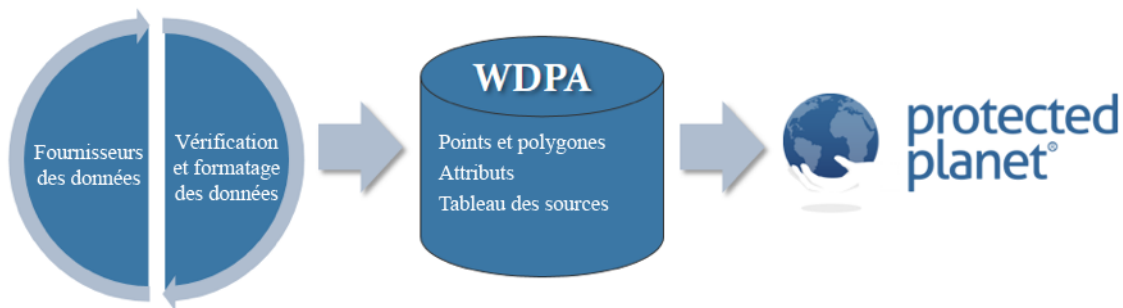 Fournisseurs
des données
Vérification
et formatage
des données
WDPA
Points et polygones
Attributs
Tableau des sources
protected
planet®